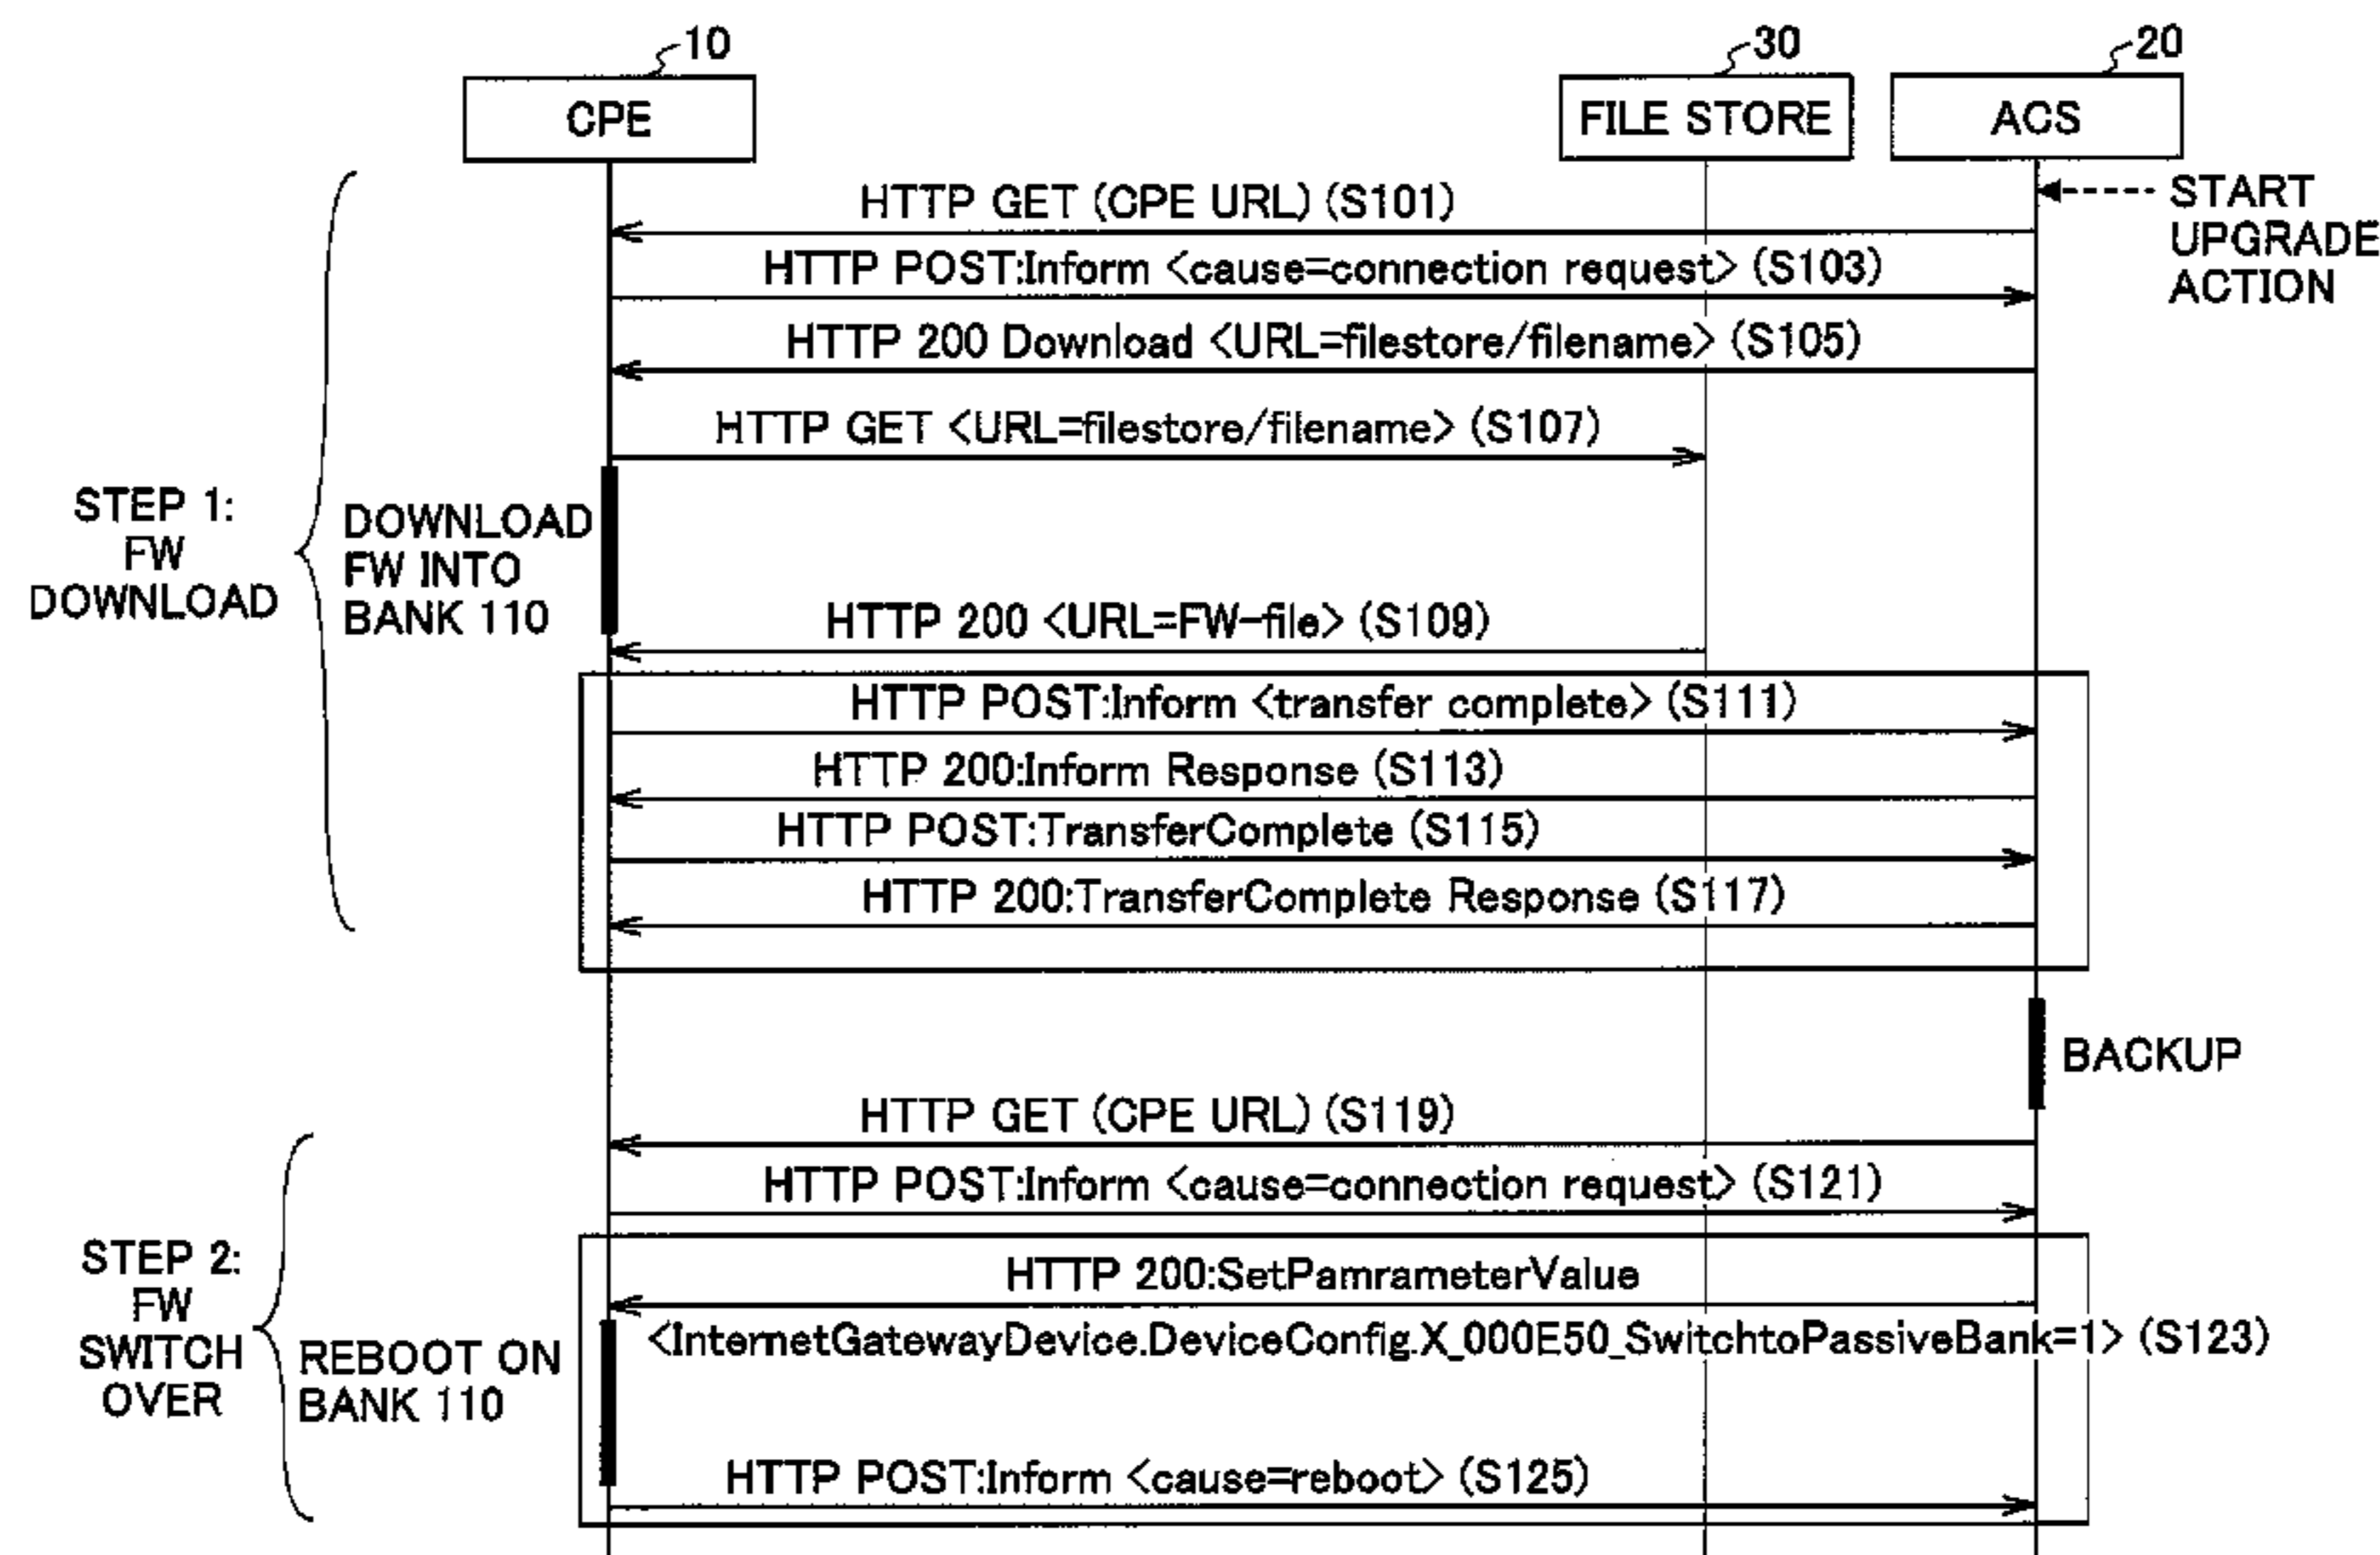 10
30
20
CPE
FILE STORE
ACS
HTTP GET (CPE URL) (S101)
START
UPGRADE
ACTION
HTTP POST:Inform <cause=connection request> (S103)
HTTP 200 Download <URL=filestore/filename> (S105)
HTTP GET <URL=filestore/filename> (S107)
STEP 1:
FW
DOWNLOAD
DOWNLOAD
FW INTO
BANK 110
HTTP 200 <URL=FW-file> (S109)
HTTP POST:Inform <transfer complete> (S111)
HTTP 200:Inform Response (S113)
HTTP POST:TransferComplete (S115)
HTTP 200:TransferComplete Response (S117)
BACKUP
HTTP GET (CPE URL) (S119)
HTTP POST:Inform <cause=connection request> (S121)
STEP 2:
FW
SWITCH
OVER
HTTP 200:SetPamrameterValue
<InternetGatewayDevice.DeviceConfig.X_000E50_SwitchtoPassiveBank=1> (S123)
REBOOT ON
BANK 110
HTTP POST:Inform <cause=reboot> (S125)